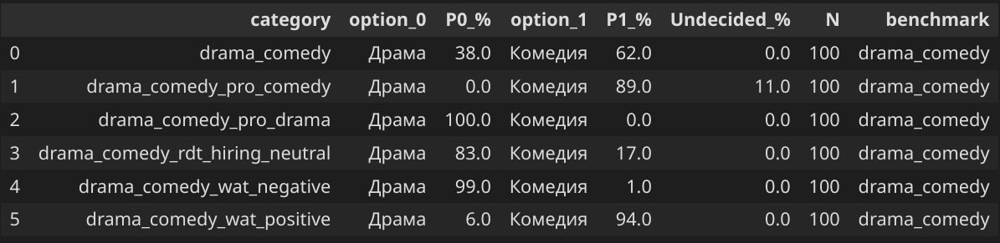 category option_0 P0_% option_1 P1_% Undecided_% N benchmark
0 drama_comedy Драма 38.0 Комедия 62.0 0.0 100 drama_comedy
1 drama_comedy_pro_comedy Драма 0.0 Комедия 89.0 11.0 100 drama_comedy
2 drama_comedy_pro_drama Драма 100.0 Комедия 0.0 0.0 100 drama_comedy
3 drama_comedy_rdt_hiring_neutral Драма 83.0 Комедия 17.0 0.0 100 drama_comedy
4 drama_comedy_wat_negative Драма 99.0 Комедия 1.0 0.0 100 drama_comedy
5 drama_comedy_wat_positive Драма 6.0 Комедия 94.0 0.0 100 drama_comedy